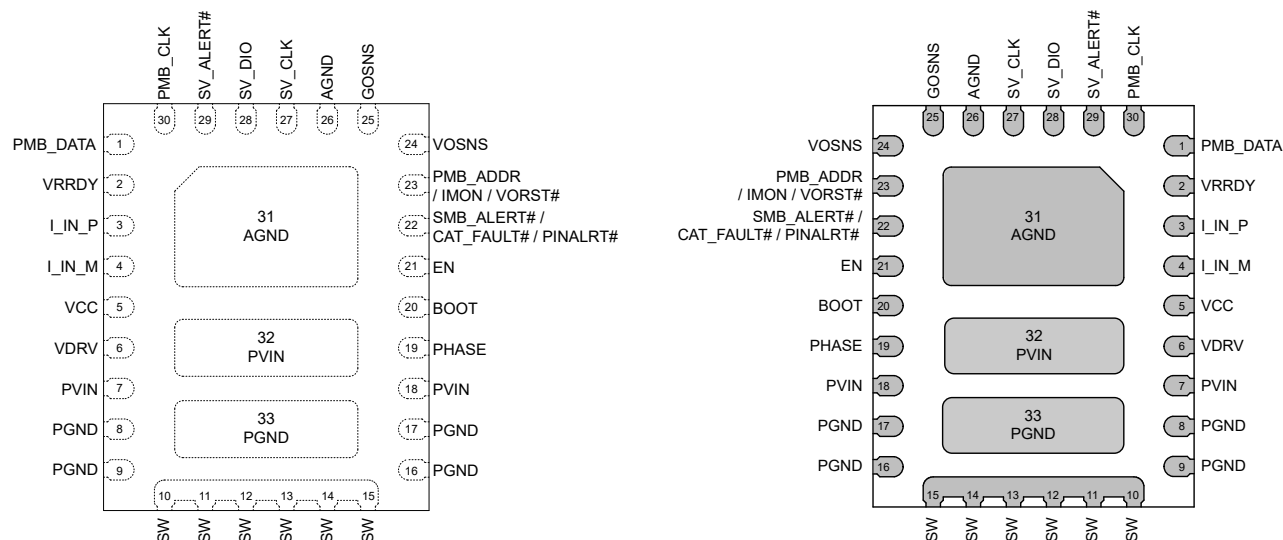 PMB_CLK
SV_ALERT#
SV_DIO
SV_CLK
AGND
GOSNS
30
29
28
27
26
25
PMB_DATA 1
VRRDY 2
I_IN_P 3
I_IN_M 4
VCC 5
VDRV 6
PVIN 7
PGND 8
PGND 9
31
AGND
32
PVIN
33
PGND
24 VOSNS
23 PMB_ADDR
/ IMON / VORST#
22 SMB_ALERT# /
CAT_FAULT# / PINALRT#
21 EN
20 BOOT
19 PHASE
18 PVIN
17 PGND
16 PGND
10
11
12
13
14
15
SW
SW
SW
SW
SW
SW
GOSNS
AGND
SV_CLK
SV_DIO
SV_ALERT#
PMB_CLK
25
26
27
28
29
30
VOSNS 24
PMB_ADDR
/ IMON / VORST# 23
SMB_ALERT# /
CAT_FAULT# / PINALRT# 22
EN 21
BOOT 20
PHASE 19
PVIN 18
PGND 17
PGND 16
31
AGND
32
PVIN
33
PGND
1 PMB_DATA
2 VRRDY
3 I_IN_P
4 I_IN_M
5 VCC
6 VDRV
7 PVIN
8 PGND
9 PGND
15
14
13
12
11
10
SW
SW
SW
SW
SW
SW